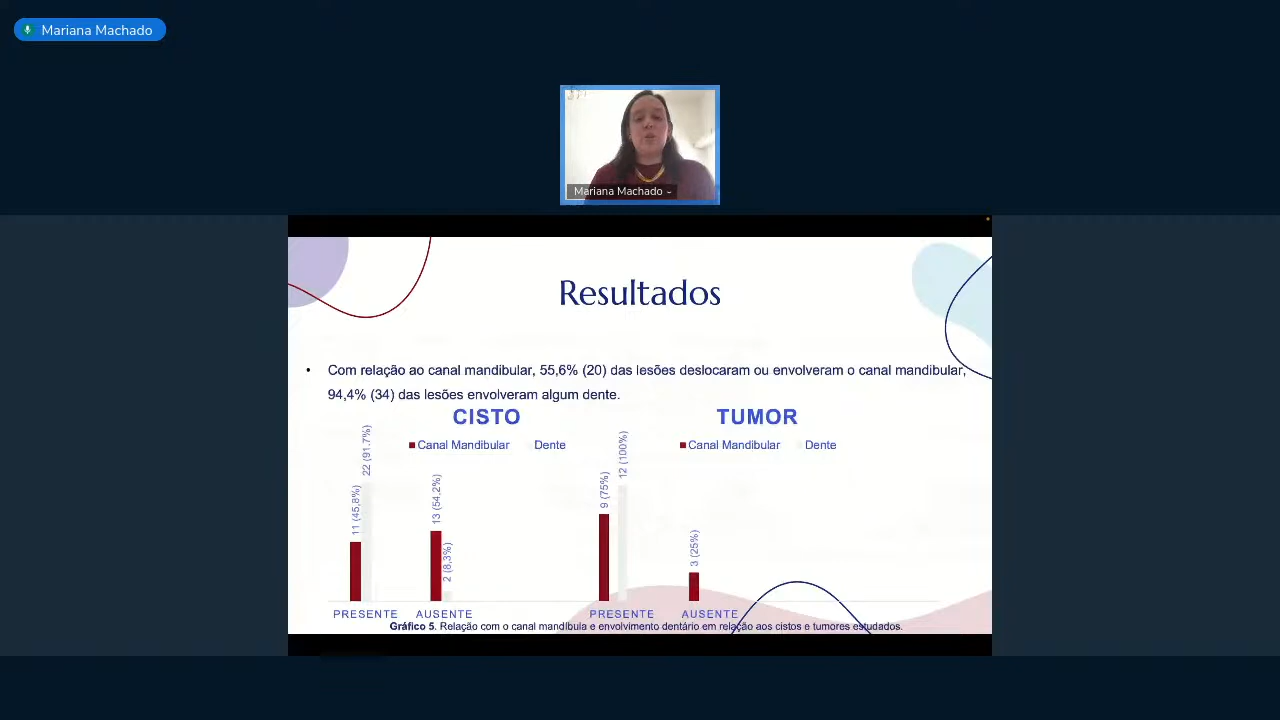 Mariana Machado
Mariana Machado
Resultados
• Com relação ao canal mandibular, 55,6% (20) das lesões deslocaram ou envolveram o canal mandibular,
94,4% (34) das lesões envolveram algum dente.
CISTO
Canal Mandibular Dente
11 (45,8%)
22 (91.7%)
13 (54,2%)
2 (8,3%)
PRESENTE AUSENTE
TUMOR
Canal Mandibular Dente
9 (75%)
12 (100%)
3 (25%)
PRESENTE AUSENTE
Gráfico 5. Relação com o canal mandibula e envolvimento dentário em relação aos cistos e tumores estudados.